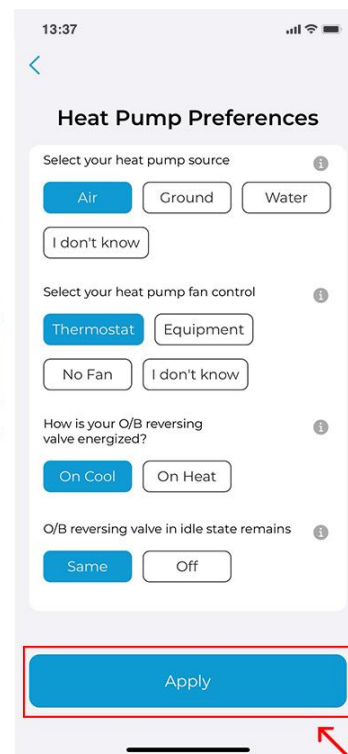 13:37
Heat Pump Preferences
Select your heat pump source
Air
Ground
Water
I don't know
Select your heat pump fan control
Thermostat
Equipment
No Fan
I don't know
How is your O/B reversing
valve energized?
On Cool
On Heat
O/B reversing valve in idle state remains
Same
Off
Apply